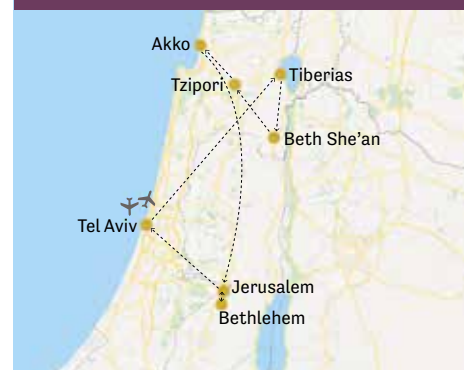 Akko
Tzipori
Tiberias
Beth She'an
Tel Aviv
Jerusalem
Bethlehem